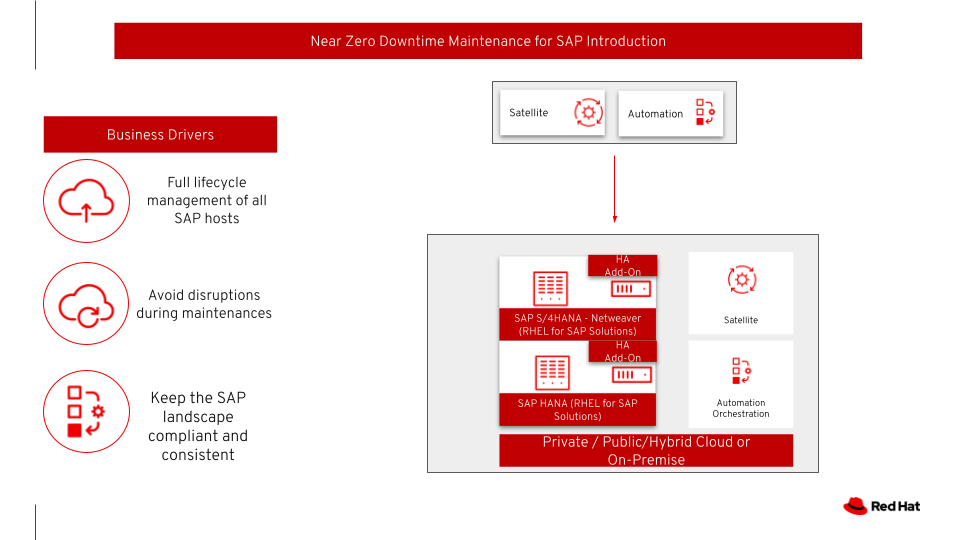 Near Zero Downtime Maintenance for SAP Introduction
Business Drivers
Full lifecycle
management of all
SAP hosts
Avoid disruptions
during maintenances
Keep the SAP
landscape
compliant and
consistent
Satellite
Automation
HA
Add-On
SAP S/4HANA - Netweaver
(RHEL for SAP Solutions)
HA
Add-On
SAP HANA (RHEL for SAP
Solutions)
Satellite
Automation
Orchestration
Private / Public/Hybrid Cloud or
On-Premise
Red Hat